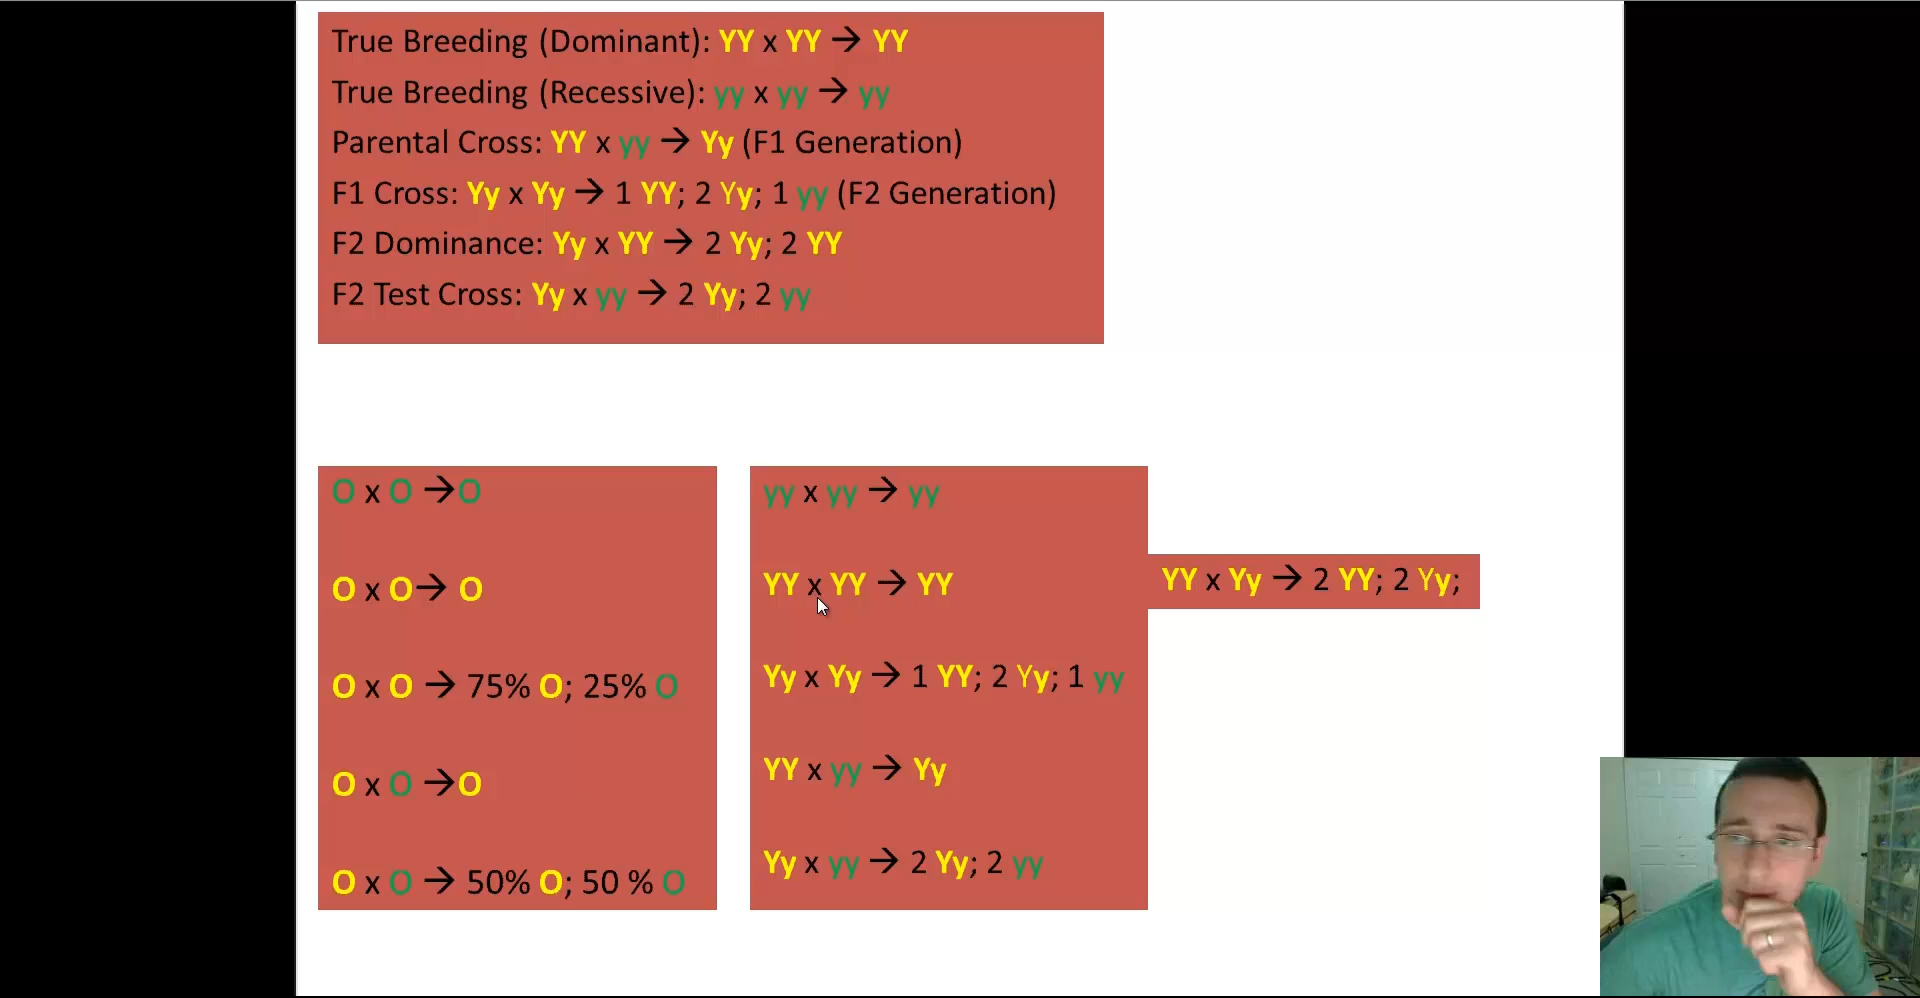 True Breeding (Dominant): YY x YY → YY
True Breeding (Recessive): yy x yy → yy
Parental Cross: YY x yy → Yy (F1 Generation)
F1 Cross: Yy x Yy → 1 YY; 2 Yy; 1 yy (F2 Generation)
F2 Dominance: Yy x YY → 2 Yy; 2 YY
F2 Test Cross: Yy x yy → 2 Yy; 2 yy
O x O →O
O x O→ O
O x O → 75% O; 25% O
O x O →O
O x O → 50% O; 50 % O
yy x yy → yy
YY x YY → YY
Yy x Yy → 1 YY; 2 Yy; 1 yy
YY x yy → Yy
Yy x yy → 2 Yy; 2 yy
YY x Yy → 2 YY; 2 Yy;